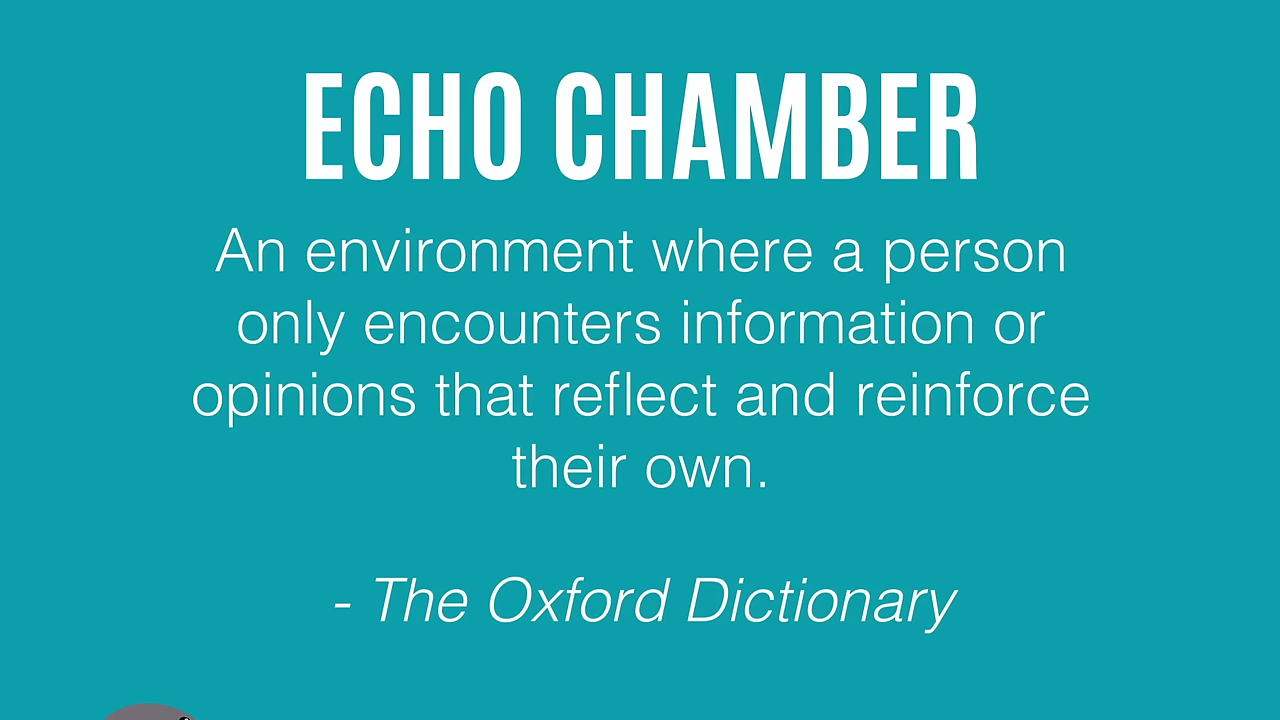 ECHO CHAMBER
An environment where a person
only encounters information or
opinions that reflect and reinforce
their own.
- The Oxford Dictionary